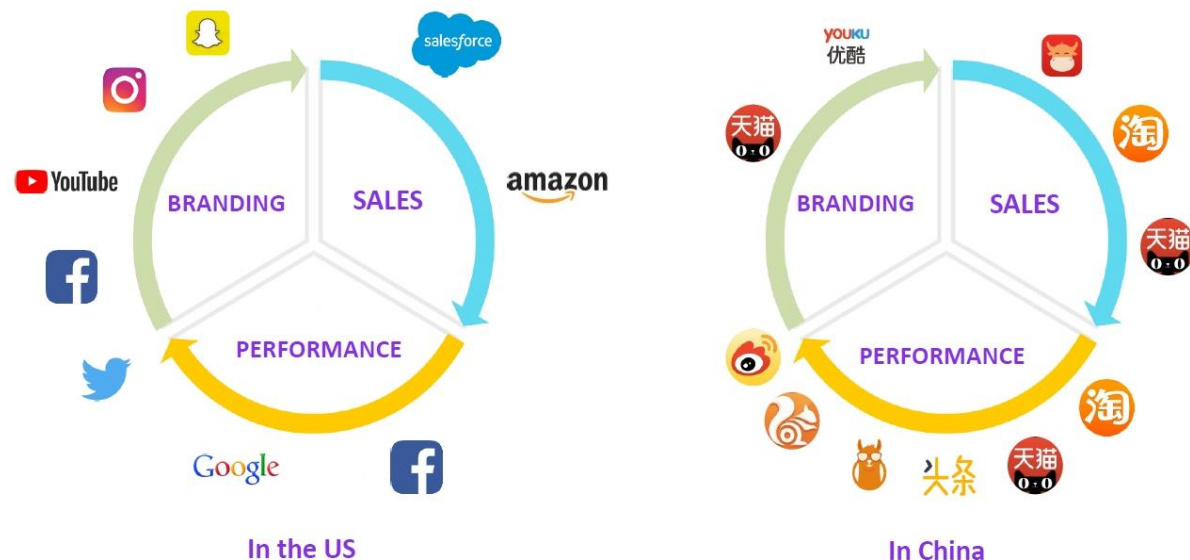 salesforce
YouTube
amazon
BRANDING
SALES
PERFORMANCE
Google
In the US
YOUKU
优酷
天猫
淘
天猫
BRANDING
SALES
PERFORMANCE
淘
天猫
头条
In China